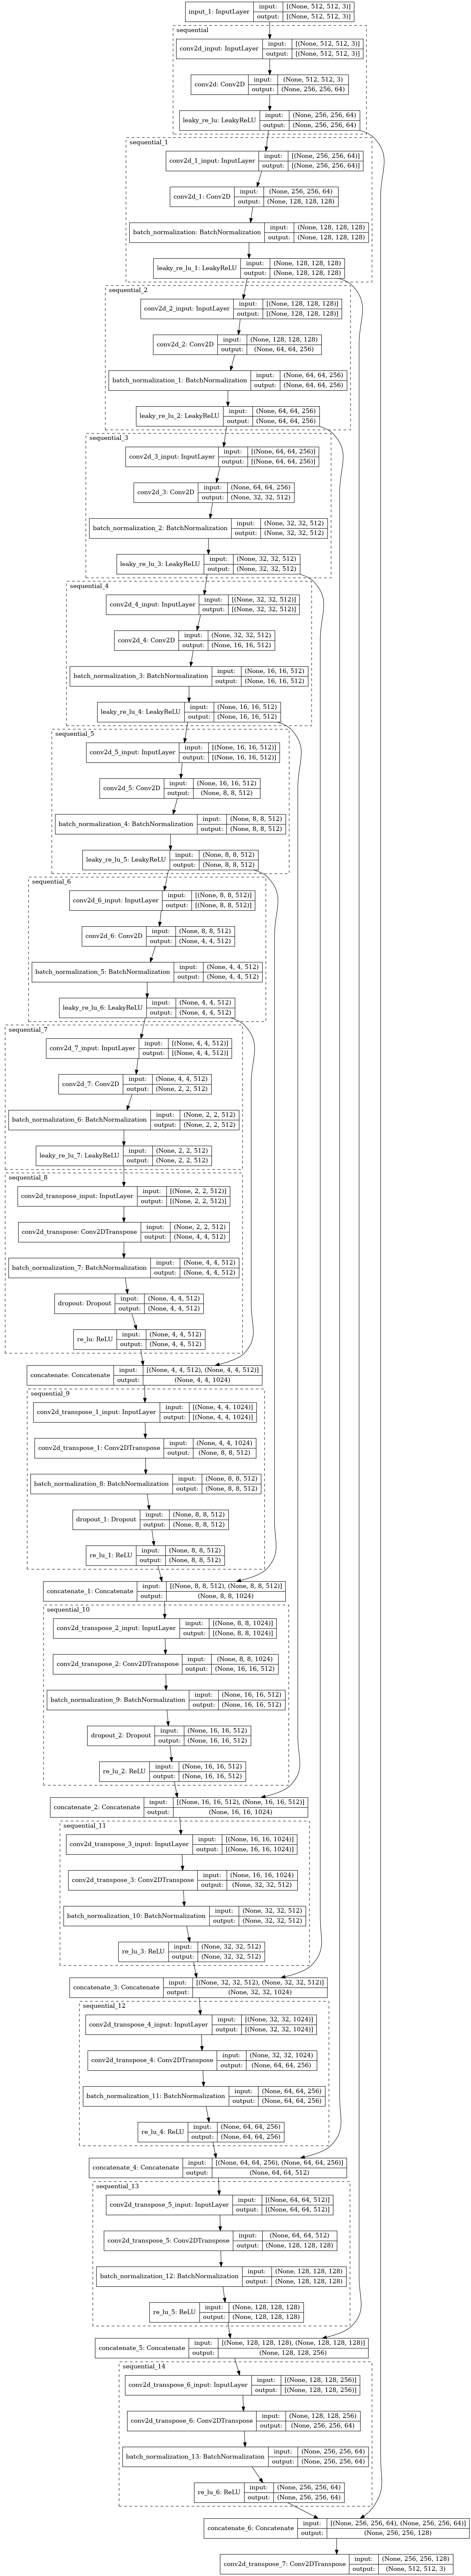 input_1: InputLayer input: [(None, 512, 512, 3)]
output: [(None, 512, 512, 3)]
sequential
conv2d_input: InputLayer input: [(None, 512, 512, 3)]
output: [(None, 512, 512, 3)]
conv2d: Conv2D input: (None, 512, 512, 3)
output: (None, 256, 256, 64)
leaky_re_lu: LeakyReLU input: (None, 256, 256, 64)
output: (None, 256, 256, 64)
sequential_1
conv2d_1_input: InputLayer input: [(None, 256, 256, 64)]
output: [(None, 256, 256, 64)]
conv2d_1: Conv2D input: (None, 256, 256, 64)
output: (None, 128, 128, 128)
batch_normalization: BatchNormalization input: (None, 128, 128, 128)
output: (None, 128, 128, 128)
leaky_re_lu_1: LeakyReLU input: (None, 128, 128, 128)
output: (None, 128, 128, 128)
sequential_2
conv2d_2_input: InputLayer input: [(None, 128, 128, 128)]
output: [(None, 128, 128, 128)]
conv2d_2: Conv2D input: (None, 128, 128, 128)
output: (None, 64, 64, 256)
batch_normalization_1: BatchNormalization input: (None, 64, 64, 256)
output: (None, 64, 64, 256)
leaky_re_lu_2: LeakyReLU input: (None, 64, 64, 256)
output: (None, 64, 64, 256)
sequential_3
conv2d_3_input: InputLayer input: [(None, 64, 64, 256)]
output: [(None, 64, 64, 256)]
conv2d_3: Conv2D input: (None, 64, 64, 256)
output: (None, 32, 32, 512)
batch_normalization_2: BatchNormalization input: (None, 32, 32, 512)
output: (None, 32, 32, 512)
leaky_re_lu_3: LeakyReLU input: (None, 32, 32, 512)
output: (None, 32, 32, 512)
sequential_4
conv2d_4_input: InputLayer input: [(None, 32, 32, 512)]
output: [(None, 32, 32, 512)]
conv2d_4: Conv2D input: (None, 32, 32, 512)
output: (None, 16, 16, 512)
batch_normalization_3: BatchNormalization input: (None, 16, 16, 512)
output: (None, 16, 16, 512)
leaky_re_lu_4: LeakyReLU input: (None, 16, 16, 512)
output: (None, 16, 16, 512)
sequential_5
conv2d_5_input: InputLayer input: [(None, 16, 16, 512)]
output: [(None, 16, 16, 512)]
conv2d_5: Conv2D input: (None, 16, 16, 512)
output: (None, 8, 8, 512)
batch_normalization_4: BatchNormalization input: (None, 8, 8, 512)
output: (None, 8, 8, 512)
leaky_re_lu_5: LeakyReLU input: (None, 8, 8, 512)
output: (None, 8, 8, 512)
sequential_6
conv2d_6_input: InputLayer input: [(None, 8, 8, 512)]
output: [(None, 8, 8, 512)]
conv2d_6: Conv2D input: (None, 8, 8, 512)
output: (None, 4, 4, 512)
batch_normalization_5: BatchNormalization input: (None, 4, 4, 512)
output: (None, 4, 4, 512)
leaky_re_lu_6: LeakyReLU input: (None, 4, 4, 512)
output: (None, 4, 4, 512)
sequential_7
conv2d_7_input: InputLayer input: [(None, 4, 4, 512)]
output: [(None, 4, 4, 512)]
conv2d_7: Conv2D input: (None, 4, 4, 512)
output: (None, 2, 2, 512)
batch_normalization_6: BatchNormalization input: (None, 2, 2, 512)
output: (None, 2, 2, 512)
leaky_re_lu_7: LeakyReLU input: (None, 2, 2, 512)
output: (None, 2, 2, 512)
sequential_8
conv2d_transpose_input: InputLayer input: [(None, 2, 2, 512)]
output: [(None, 2, 2, 512)]
conv2d_transpose: Conv2DTranspose input: (None, 2, 2, 512)
output: (None, 4, 4, 512)
batch_normalization_7: BatchNormalization input: (None, 4, 4, 512)
output: (None, 4, 4, 512)
dropout: Dropout input: (None, 4, 4, 512)
output: (None, 4, 4, 512)
re_lu: ReLU input: (None, 4, 4, 512)
output: (None, 4, 4, 512)
concatenate: Concatenate input: [(None, 4, 4, 512), (None, 4, 4, 512)]
output: (None, 4, 4, 1024)
sequential_9
conv2d_transpose_1_input: InputLayer input: [(None, 4, 4, 1024)]
output: [(None, 4, 4, 1024)]
conv2d_transpose_1: Conv2DTranspose input: (None, 4, 4, 1024)
output: (None, 8, 8, 512)
batch_normalization_8: BatchNormalization input: (None, 8, 8, 512)
output: (None, 8, 8, 512)
dropout_1: Dropout input: (None, 8, 8, 512)
output: (None, 8, 8, 512)
re_lu_1: ReLU input: (None, 8, 8, 512)
output: (None, 8, 8, 512)
concatenate_1: Concatenate input: [(None, 8, 8, 512), (None, 8, 8, 512)]
output: (None, 8, 8, 1024)
sequential_10
conv2d_transpose_2_input: InputLayer input: [(None, 8, 8, 1024)]
output: [(None, 8, 8, 1024)]
conv2d_transpose_2: Conv2DTranspose input: (None, 8, 8, 1024)
output: (None, 16, 16, 512)
batch_normalization_9: BatchNormalization input: (None, 16, 16, 512)
output: (None, 16, 16, 512)
dropout_2: Dropout input: (None, 16, 16, 512)
output: (None, 16, 16, 512)
re_lu_2: ReLU input: (None, 16, 16, 512)
output: (None, 16, 16, 512)
concatenate_2: Concatenate input: [(None, 16, 16, 512), (None, 16, 16, 512)]
output: (None, 16, 16, 1024)
sequential_11
conv2d_transpose_3_input: InputLayer input: [(None, 16, 16, 1024)]
output: [(None, 16, 16, 1024)]
conv2d_transpose_3: Conv2DTranspose input: (None, 16, 16, 1024)
output: (None, 32, 32, 512)
batch_normalization_10: BatchNormalization input: (None, 32, 32, 512)
output: (None, 32, 32, 512)
re_lu_3: ReLU input: (None, 32, 32, 512)
output: (None, 32, 32, 512)
concatenate_3: Concatenate input: [(None, 32, 32, 512), (None, 32, 32, 512)]
output: (None, 32, 32, 1024)
sequential_12
conv2d_transpose_4_input: InputLayer input: [(None, 32, 32, 1024)]
output: [(None, 32, 32, 1024)]
conv2d_transpose_4: Conv2DTranspose input: (None, 32, 32, 1024)
output: (None, 64, 64, 256)
batch_normalization_11: BatchNormalization input: (None, 64, 64, 256)
output: (None, 64, 64, 256)
re_lu_4: ReLU input: (None, 64, 64, 256)
output: (None, 64, 64, 256)
concatenate_4: Concatenate input: [(None, 64, 64, 256), (None, 64, 64, 256)]
output: (None, 64, 64, 512)
sequential_13
conv2d_transpose_5_input: InputLayer input: [(None, 64, 64, 512)]
output: [(None, 64, 64, 512)]
conv2d_transpose_5: Conv2DTranspose input: (None, 64, 64, 512)
output: (None, 128, 128, 128)
batch_normalization_12: BatchNormalization input: (None, 128, 128, 128)
output: (None, 128, 128, 128)
re_lu_5: ReLU input: (None, 128, 128, 128)
output: (None, 128, 128, 128)
concatenate_5: Concatenate input: [(None, 128, 128, 128), (None, 128, 128, 128)]
output: (None, 128, 128, 256)
sequential_14
conv2d_transpose_6_input: InputLayer input: [(None, 128, 128, 256)]
output: [(None, 128, 128, 256)]
conv2d_transpose_6: Conv2DTranspose input: (None, 128, 128, 256)
output: (None, 256, 256, 64)
batch_normalization_13: BatchNormalization input: (None, 256, 256, 64)
output: (None, 256, 256, 64)
re_lu_6: ReLU input: (None, 256, 256, 64)
output: (None, 256, 256, 64)
concatenate_6: Concatenate input: [(None, 256, 256, 64), (None, 256, 256, 64)]
output: (None, 256, 256, 128)
conv2d_transpose_7: Conv2DTranspose input: (None, 256, 256, 128)
output: (None, 512, 512, 3)